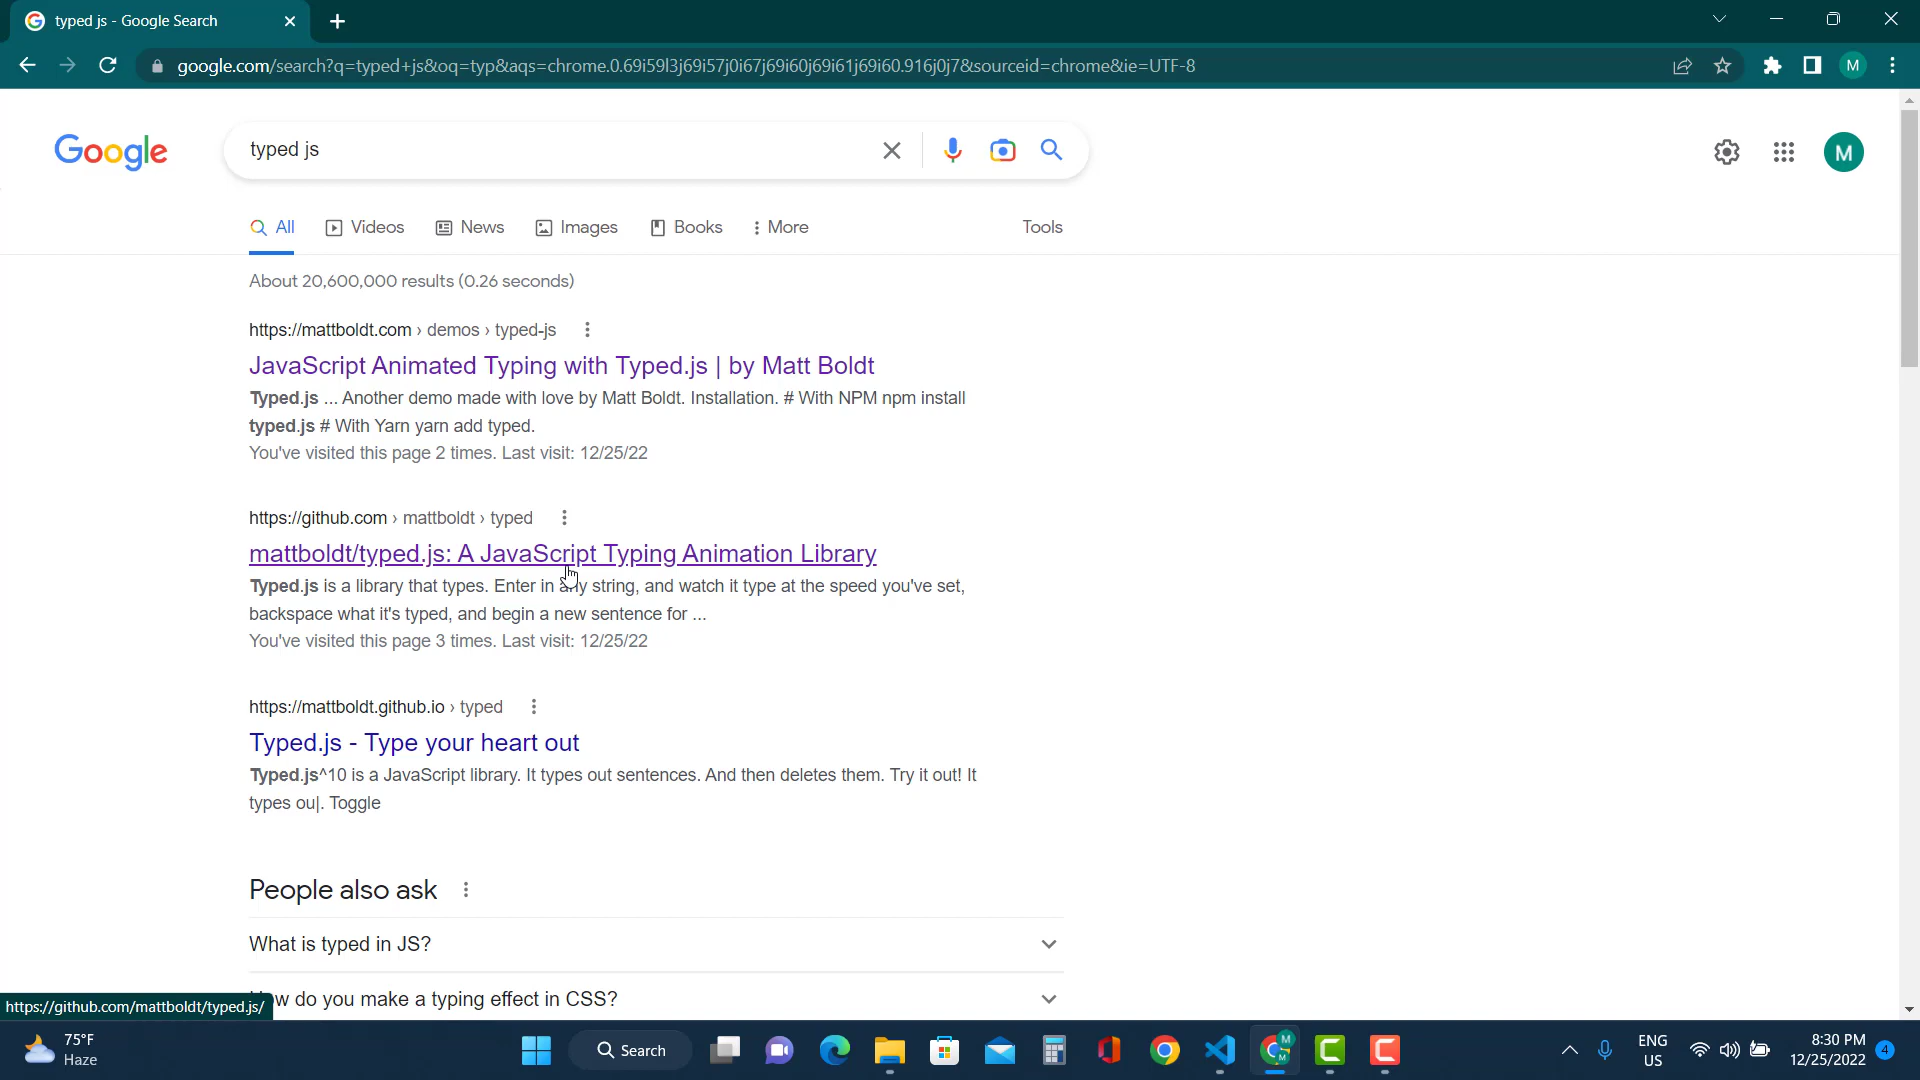 typed js - Google Search
google.com/search?q=typed+js&oq=typ&aqs=chrome.0.69i59l3j69i57j0i67j69i60j69i61j69i60.916j0j7&sourceid=chrome&ie=UTF-8
M
Google
typed js
M
All
Videos
News
Images
Books
More
Tools
About 20,600,000 results (0.26 seconds)
https://mattboldt.com › demos › typed-js
JavaScript Animated Typing with Typed.js | by Matt Boldt
Typed.js ... Another demo made with love by Matt Boldt. Installation. # With NPM npm install
typed.js # With Yarn yarn add typed.
You've visited this page 2 times. Last visit: 12/25/22
https://github.com › mattboldt › typed
mattboldt/typed.js: A JavaScript Typing Animation Library
Typed.js is a library that types. Enter in any string, and watch it type at the speed you've set,
backspace what it's typed, and begin a new sentence for ...
You've visited this page 3 times. Last visit: 12/25/22
https://mattboldt.github.io › typed
Typed.js - Type your heart out
Typed.js^10 is a JavaScript library. It types out sentences. And then deletes them. Try it out! It
types ou|. Toggle
People also ask
What is typed in JS?
https://github.com/mattboldt/typed.js/
w do you make a typing effect in CSS?
75°F
Haze
Search
M
M
ENG
US
8:30 PM
12/25/2022
4